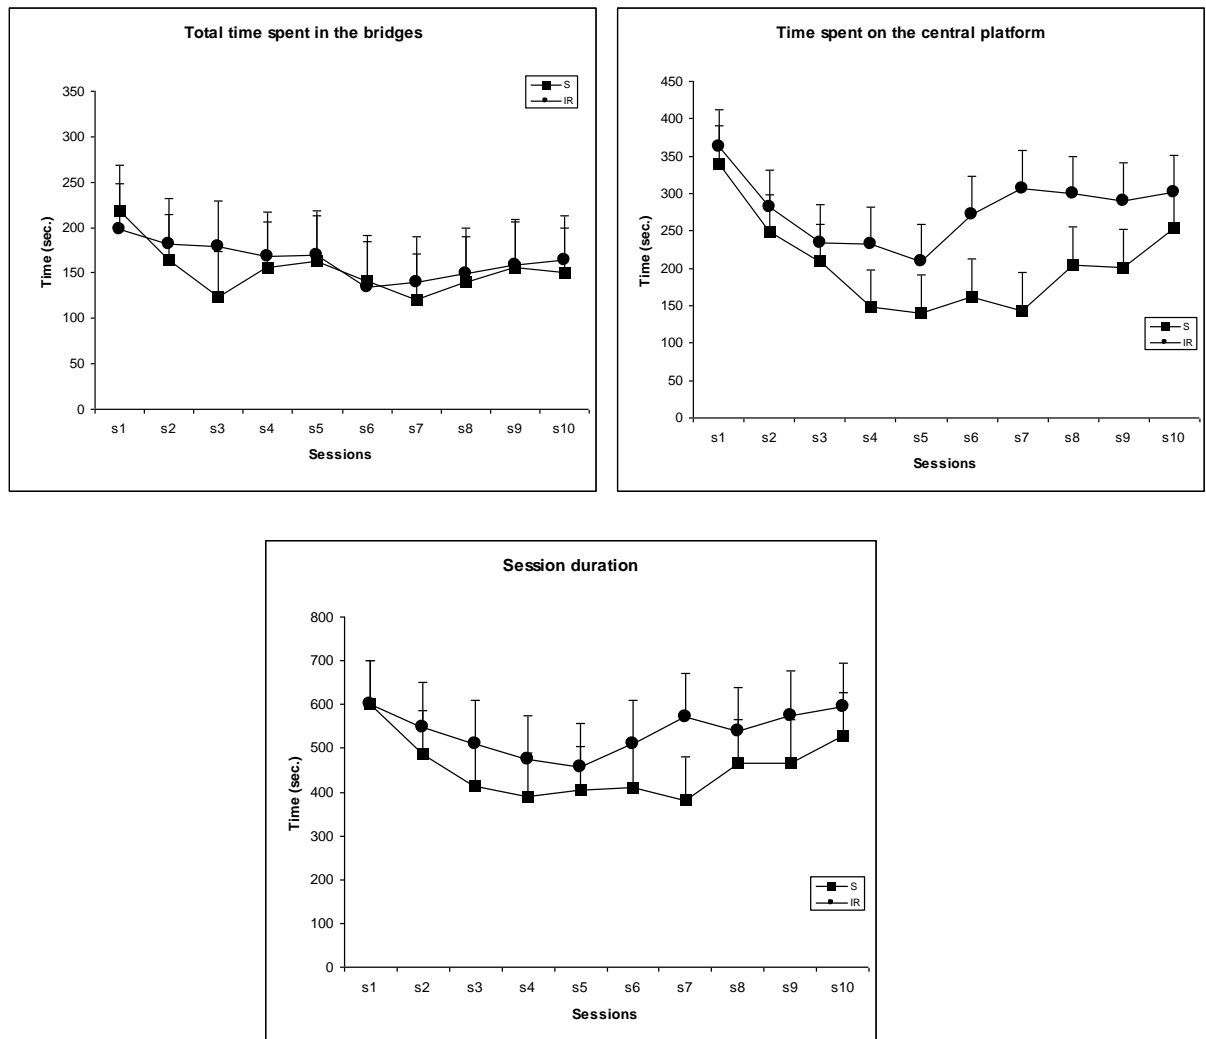 Total time spent in the bridges
350
300
250
200
150
100
50
0
Time (sec.)
S
IR
s1 s2 s3 s4 s5 s6 s7 s8 s9 s10
Sessions
Time spent on the central platform
450
400
350
300
250
200
150
100
50
0
Time (sec.)
S
IR
s1 s2 s3 s4 s5 s6 s7 s8 s9 s10
Sessions
Session duration
800
700
600
500
400
300
200
100
0
Time (sec.)
S
IR
s1 s2 s3 s4 s5 s6 s7 s8 s9 s10
Sessions